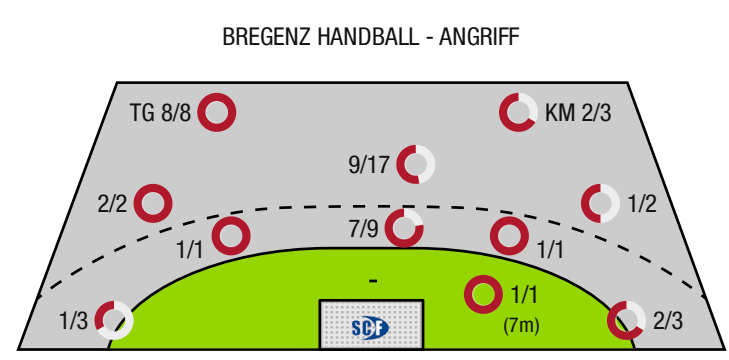 BREGENZ HANDBALL - ANGRIFF
TG 8/8
KM 2/3
9/17
2/2
1/2
7/9
1/1
1/1
-
1/1
(7m)
1/3
SCF
2/3